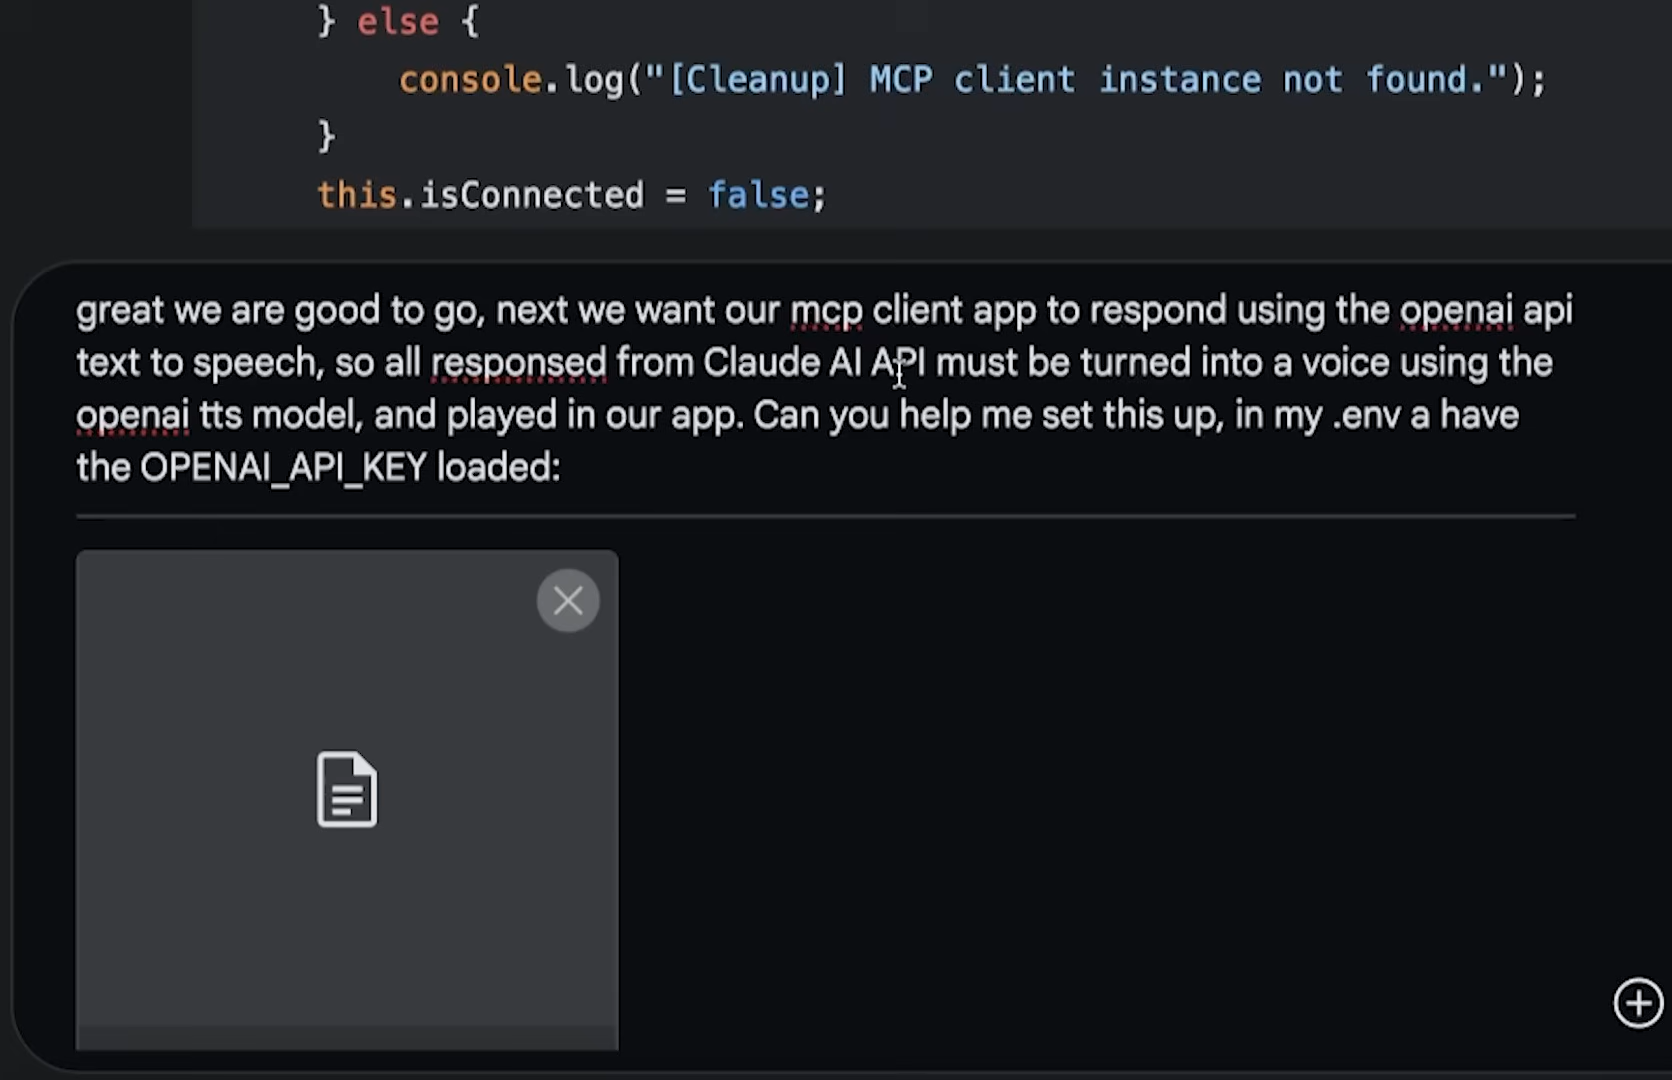 } else {
console.log("[Cleanup] MCP client instance not found.");
}
this.isConnected = false;
great we are good to go, next we want our mcp client app to respond using the openai api
text to speech, so all responsed from Claude AI API must be turned into a voice using the
openai tts model, and played in our app. Can you help me set this up, in my .env a have
the OPENAI_API_KEY loaded: